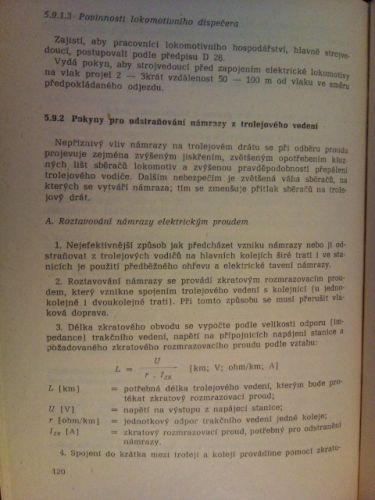 5.9.1.3 Povinnosti lokomotivního dispečera
Zajistí, aby pracovníci lokomotivního hospodářství, hlavně strojve-
doucí, postupovali podle předpisu D 28.
Vydá pokyn, aby strojvedoucí před zapojením elektrické lokomotivy
na vlak projel 2 — 3krát vzdálenost 50 — 100 m od vlaku ve směru
předpokládaného odjezdu.
5.9.2 Pokyny pro odstraňování námrazy z trolejového vedení
Nepříznivý vliv námrazy na trolejovém drátu se při odběru proudu
projevuje zejména zvýšeným jiskřením, zvětšeným opotřebením kluz-
ných lišt sběračů lokomotiv a zvýšenou pravděpodobností přepálení
trolejového vodiče. Dalším nebezpečím je zvětšená váha sběračů, na
kterých se vytváří námraza; tím se zmenšuje přítlak sběračů na trole-
jový drát.
A. Roztavování námrazy elektrickým proudem
1. Nejefektivnější způsob jak předcházet vzniku námrazy nebo ji od-
straňovat z trolejových vodičů na hlavních kolejích širé trati i ve sta-
nicích je použití předběžného ohřevu a elektrické tavení námrazy.
2. Roztavování námrazy se provádí zkratovým rozmrazovacím prou-
dem, který vznikne spojením trolejového vedení s kolejnicí (u jedno-
kolejné i dvoukolejné trati). Při tomto způsobu se musí přerušit vla-
ková doprava.
3. Délka zkratového obvodu se vypočte podle velikosti odporu (im-
pedance) trakčního vedení, napětí na přípojnicích napájecí stanice a
požadovaného zkratového rozmrazovacího proudu podle vztahu:
L = U / r . I_ZR [km; V; ohm/km; A]
L [km] = potřebná délka trolejového vedení, kterým bude pro-
tékat zkratový rozmrazovací proud;
U [V] = napětí na výstupu z napájecí stanice;
r [ohm/km] = jednotkový odpor trakčního vedení jedné koleje;
I_ZR [A] = zkratový rozmrazovací proud, potřebný pro odstranění
námrazy.
4. Spojení do krátka mezi trolejí a kolejí provádíme pomocí zkrato-
120